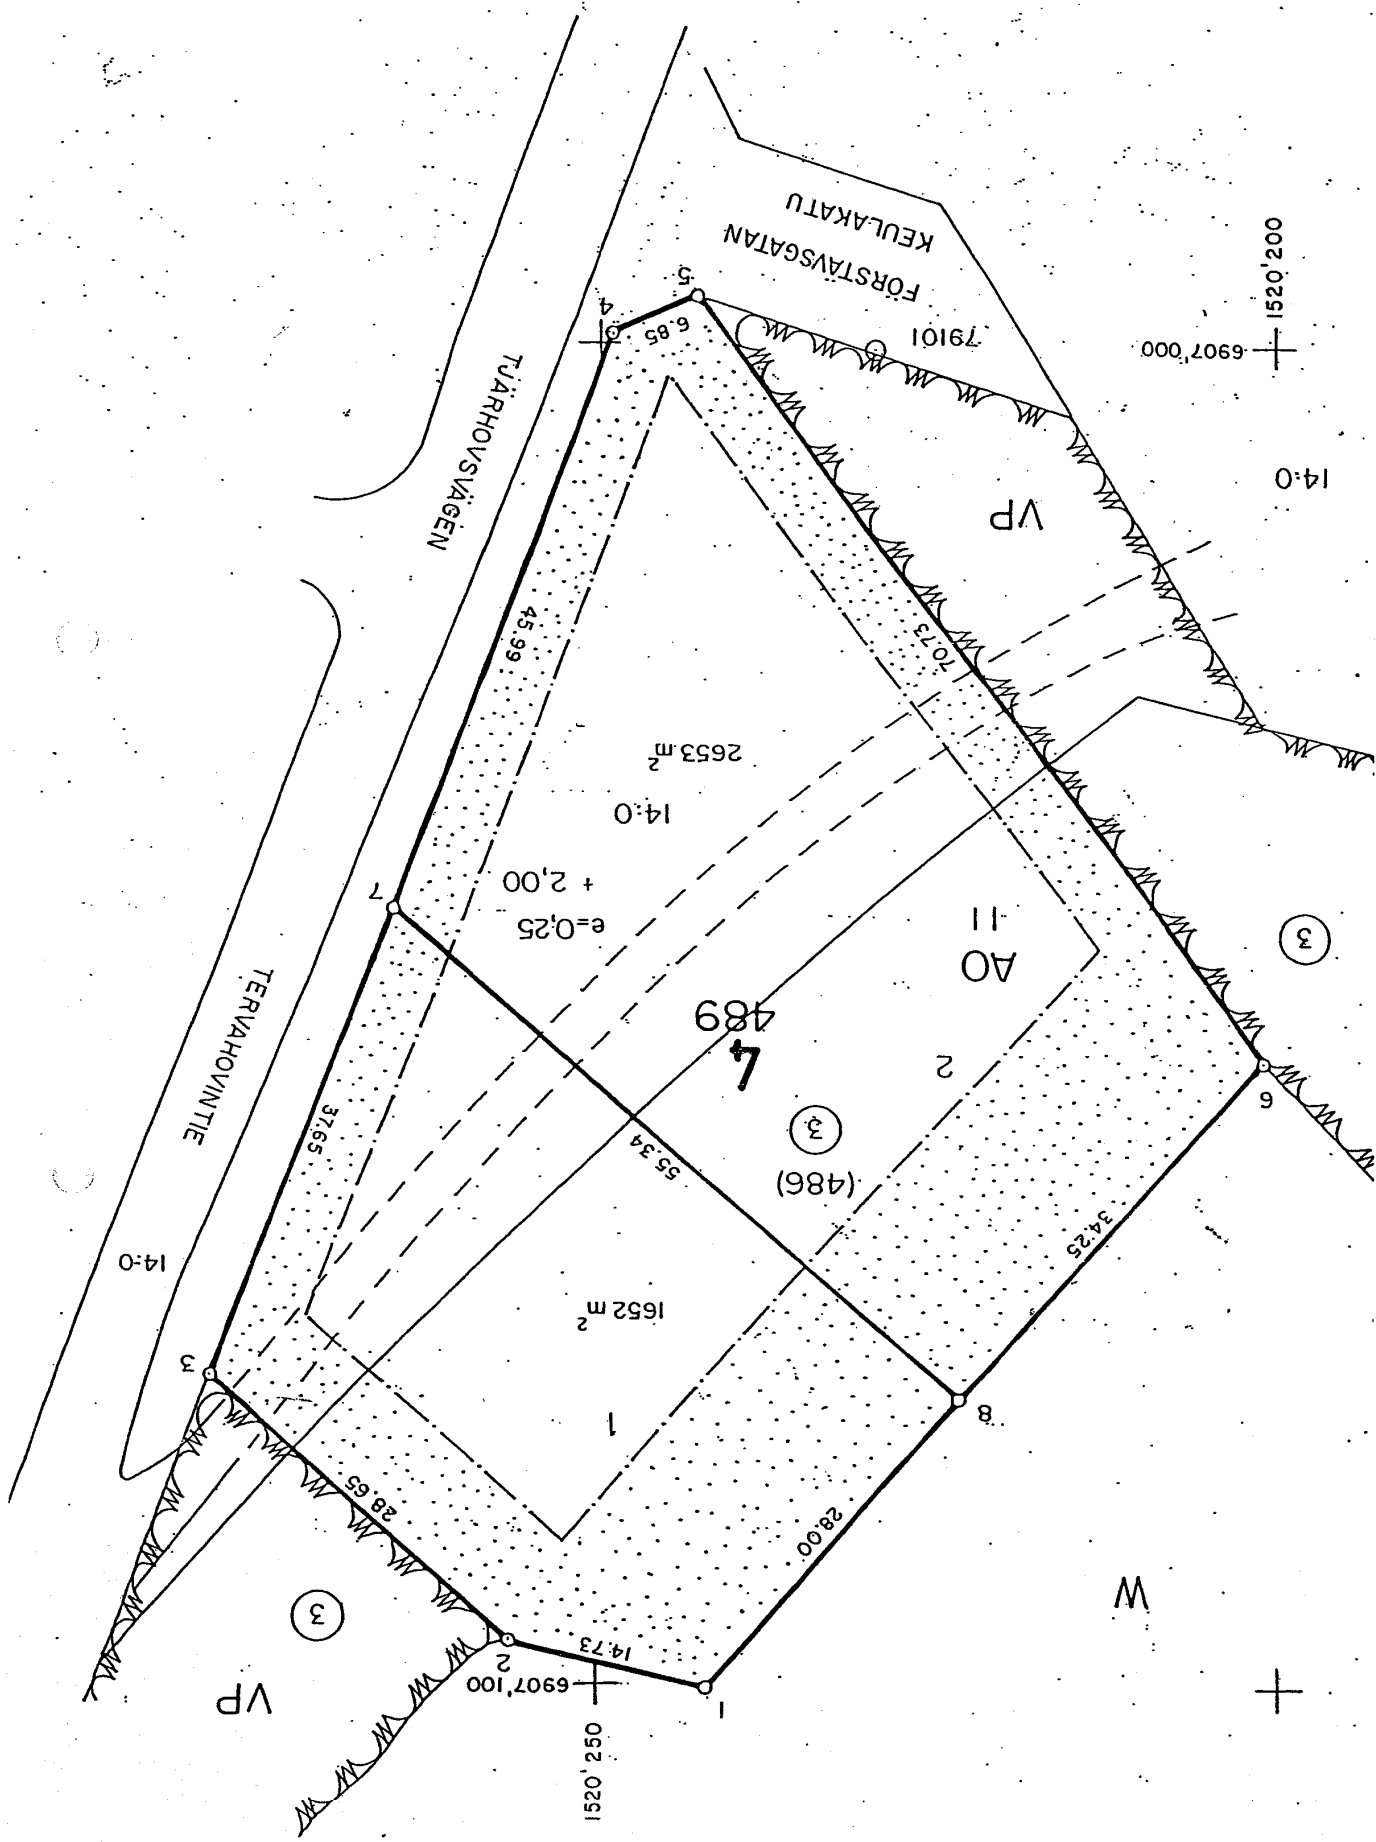 W
1
14.73
2
6907'100
1520'250
VP
3
28.65
28.00
8
1
3
14:0
1652 m²
34.25
(486)
3
55.34
37.65
TERVAHOVINTIE
6
2
4
489
AO
II
3
e=0,25
+ 2,00
7
14:0
2653 m²
70.73
45.99
VP
14:0
TJÄRHOVSVÄGEN
6907'000
1520'200
79101
6.85
4
5
FÖRSTÄVSGATAN
KEULAKATU